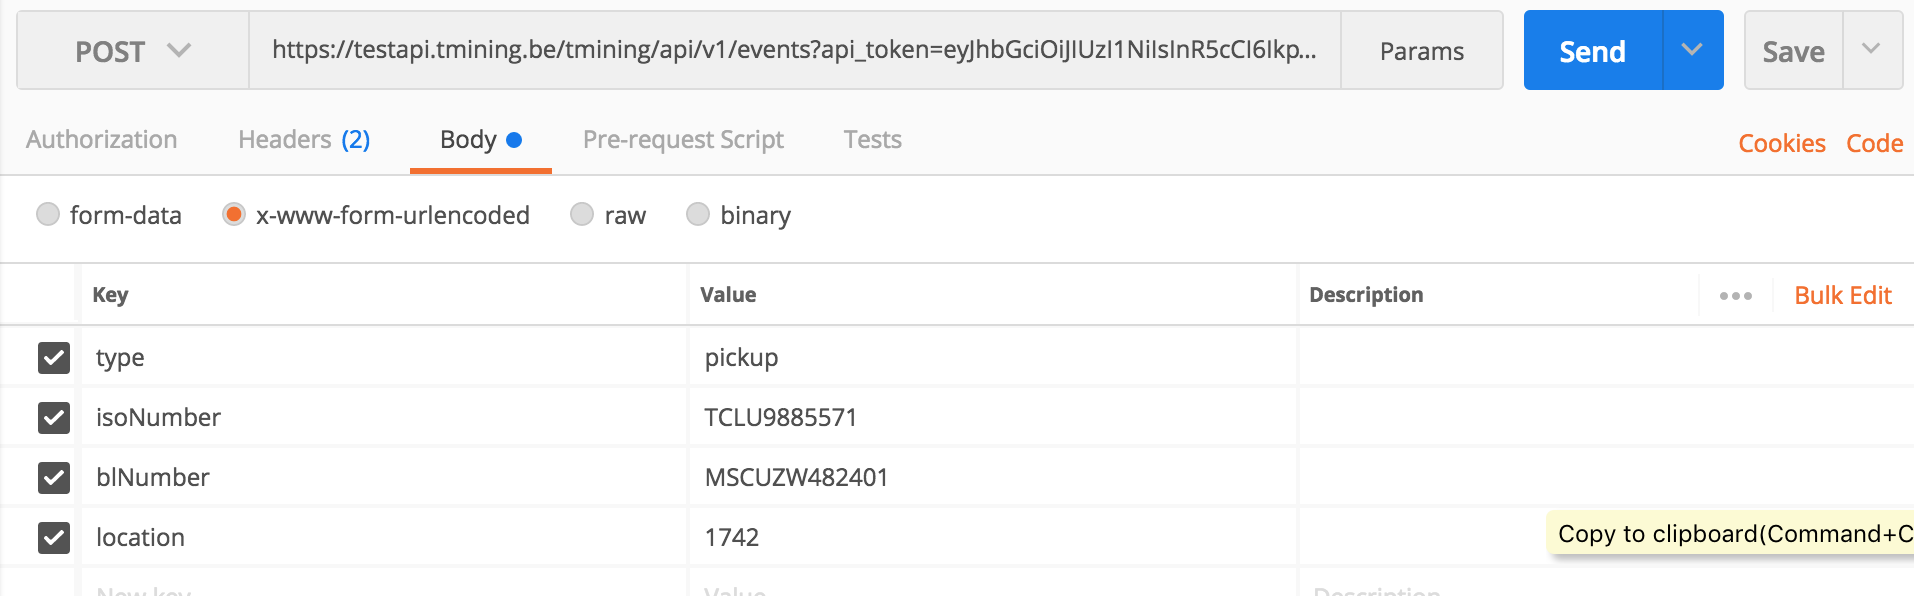 POST https://testapi.tmining.be/tmining/api/v1/events?api_token=eyJhbGciOiJIUzI1NiIsInR5cCI6Ikp... Params Send Save
Authorization Headers (2) Body Pre-request Script Tests Cookies Code
form-data x-www-form-urlencoded raw binary
Key Value Description ••• Bulk Edit
type pickup
isoNumber TCLU9885571
blNumber MSCUZW482401
location 1742
Copy to clipboard(Command+C
New key Value Description